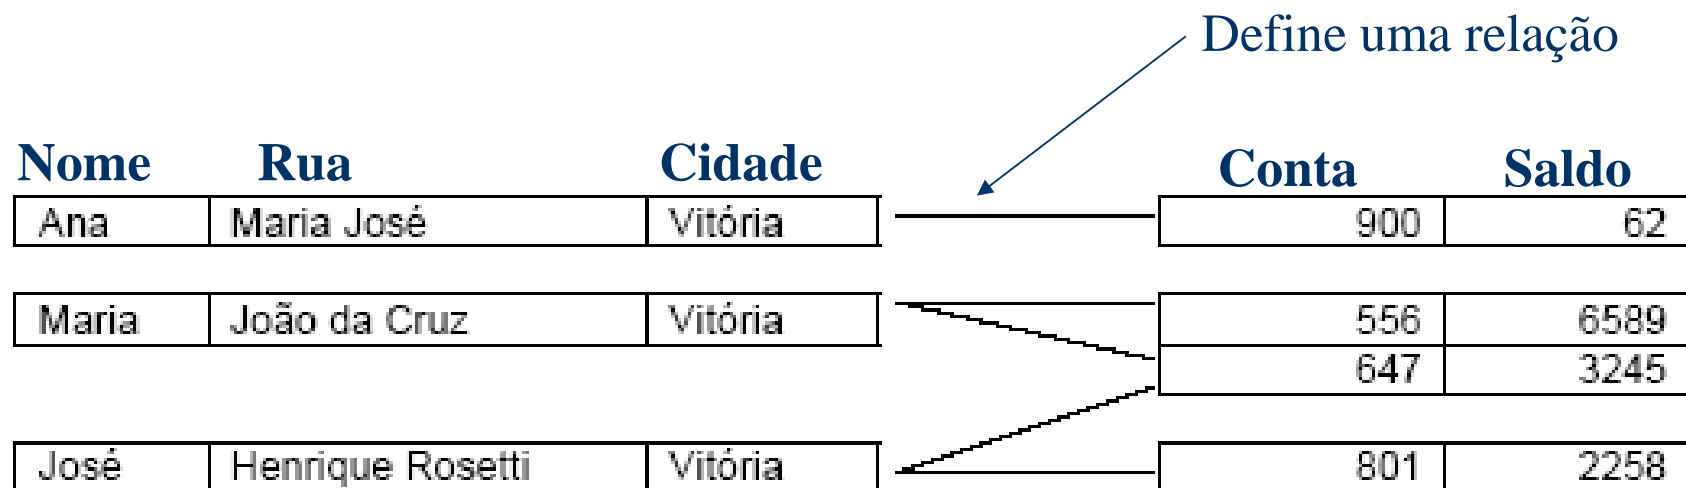 Define uma relação
Nome Rua Cidade Conta Saldo
Ana Maria José Vitória 900 62
Maria João da Cruz Vitória 556 6589
647 3245
José Henrique Rosetti Vitória 801 2258